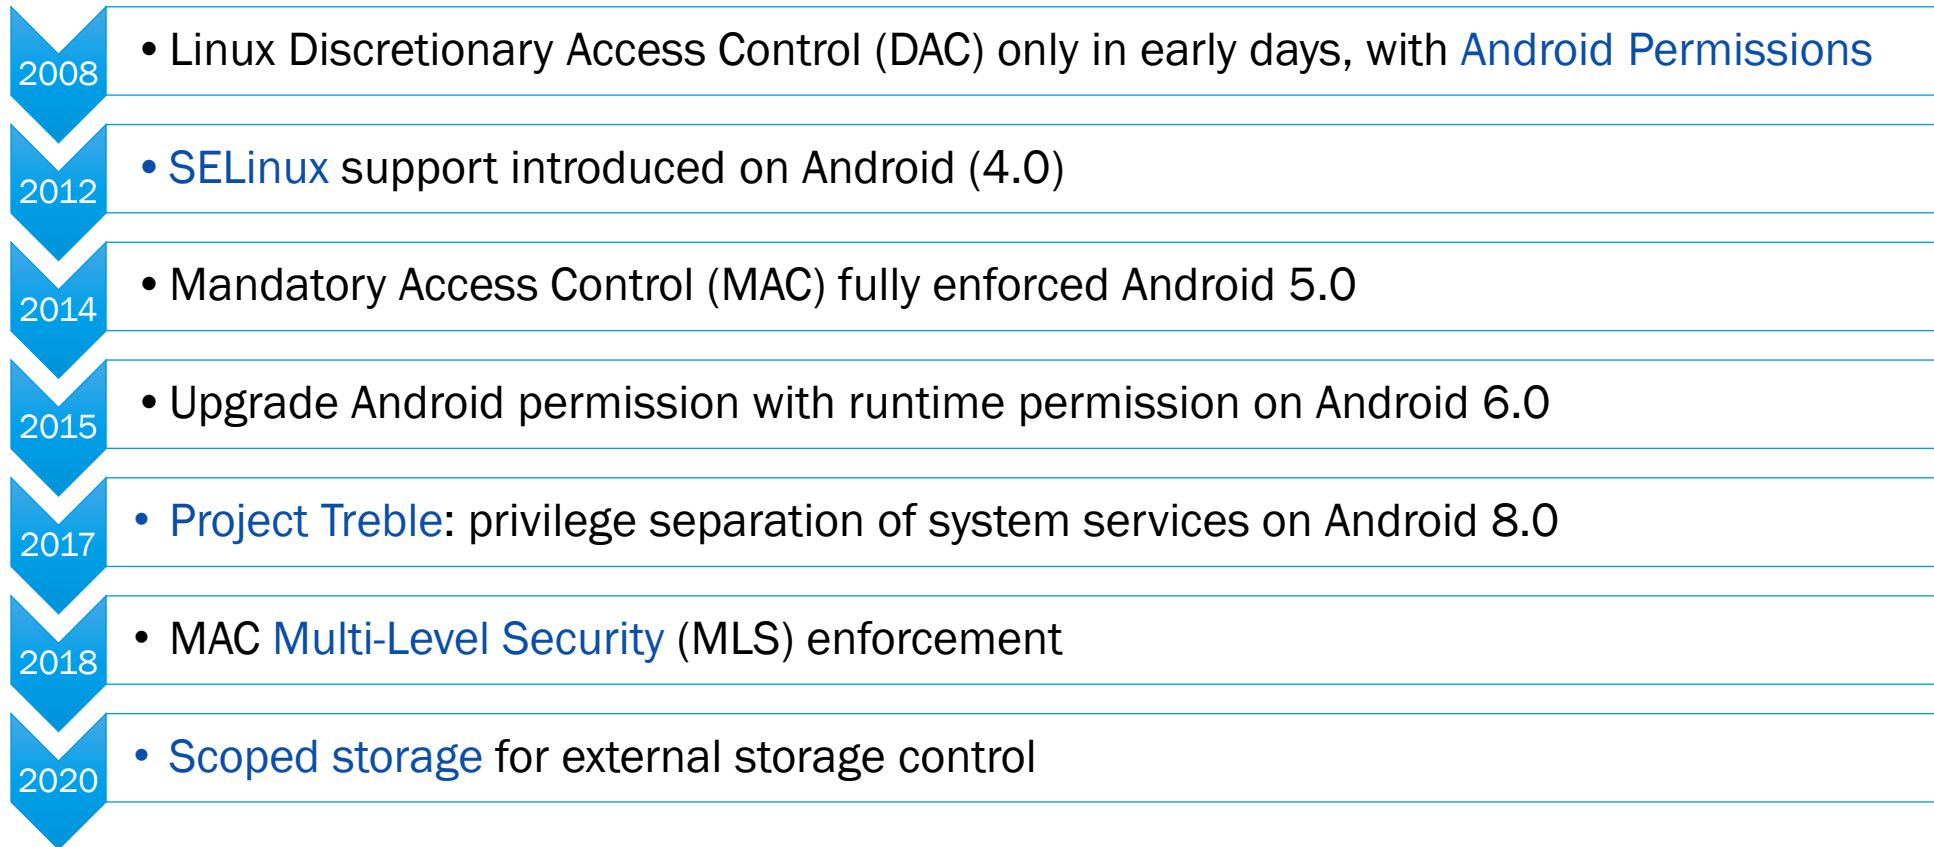 2008
• Linux Discretionary Access Control (DAC) only in early days, with Android Permissions
2012
• SELinux support introduced on Android (4.0)
2014
• Mandatory Access Control (MAC) fully enforced Android 5.0
2015
• Upgrade Android permission with runtime permission on Android 6.0
2017
• Project Treble: privilege separation of system services on Android 8.0
2018
• MAC Multi-Level Security (MLS) enforcement
2020
• Scoped storage for external storage control